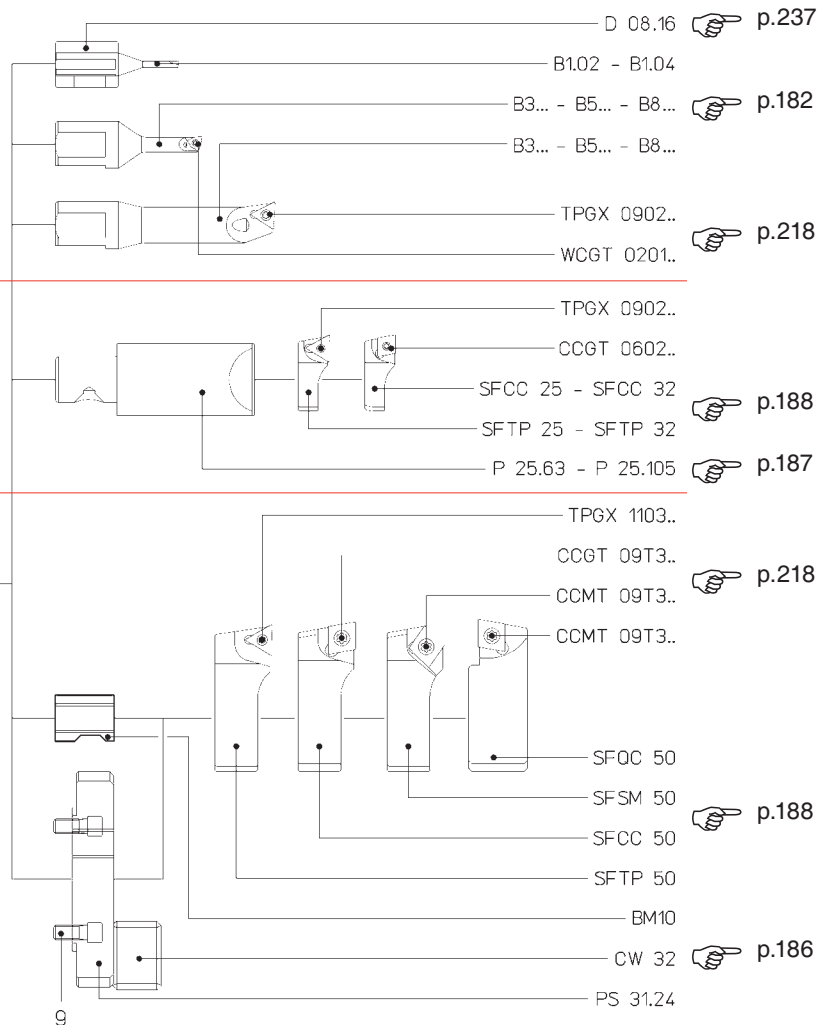 D 08.16 p.237
B1.02 - B1.04
B3... - B5... - B8... p.182
B3... - B5... - B8...
TPGX 0902..
p.218
WCGT 0201..
TPGX 0902..
CCGT 0602..
SFCC 25 - SFCC 32
p.188
SFTP 25 - SFTP 32
P 25.63 - P 25.105 p.187
TPGX 1103..
CCGT 09T3..
p.218
CCMT 09T3..
CCMT 09T3..
SFQC 50
SFSM 50
p.188
SFCC 50
SFTP 50
BM10
CW 32 p.186
PS 31.24
9